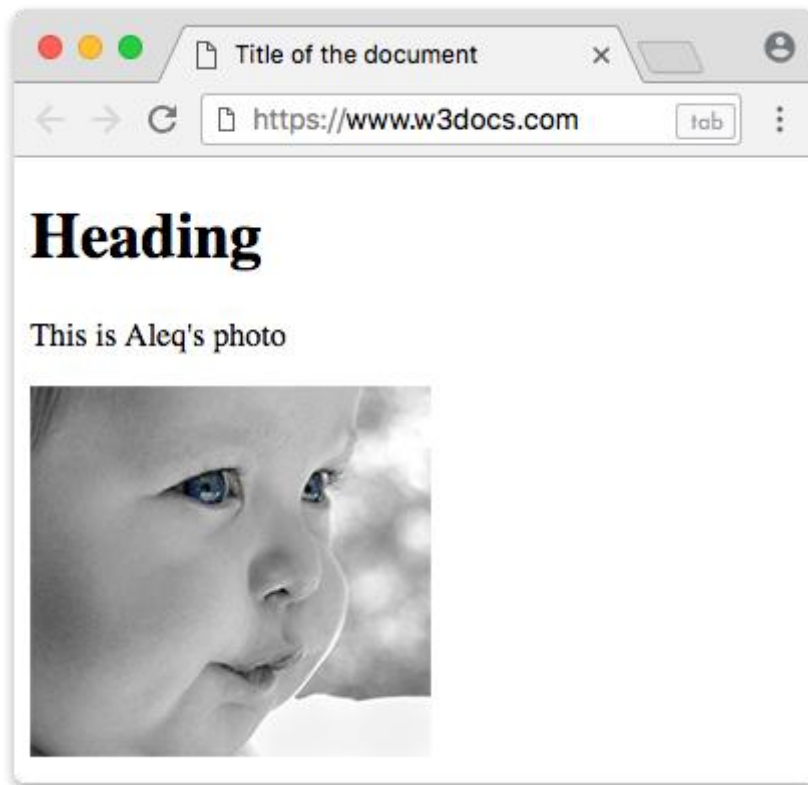 Title of the document
https://www.w3docs.com
tab
Heading
This is Aleq's photo